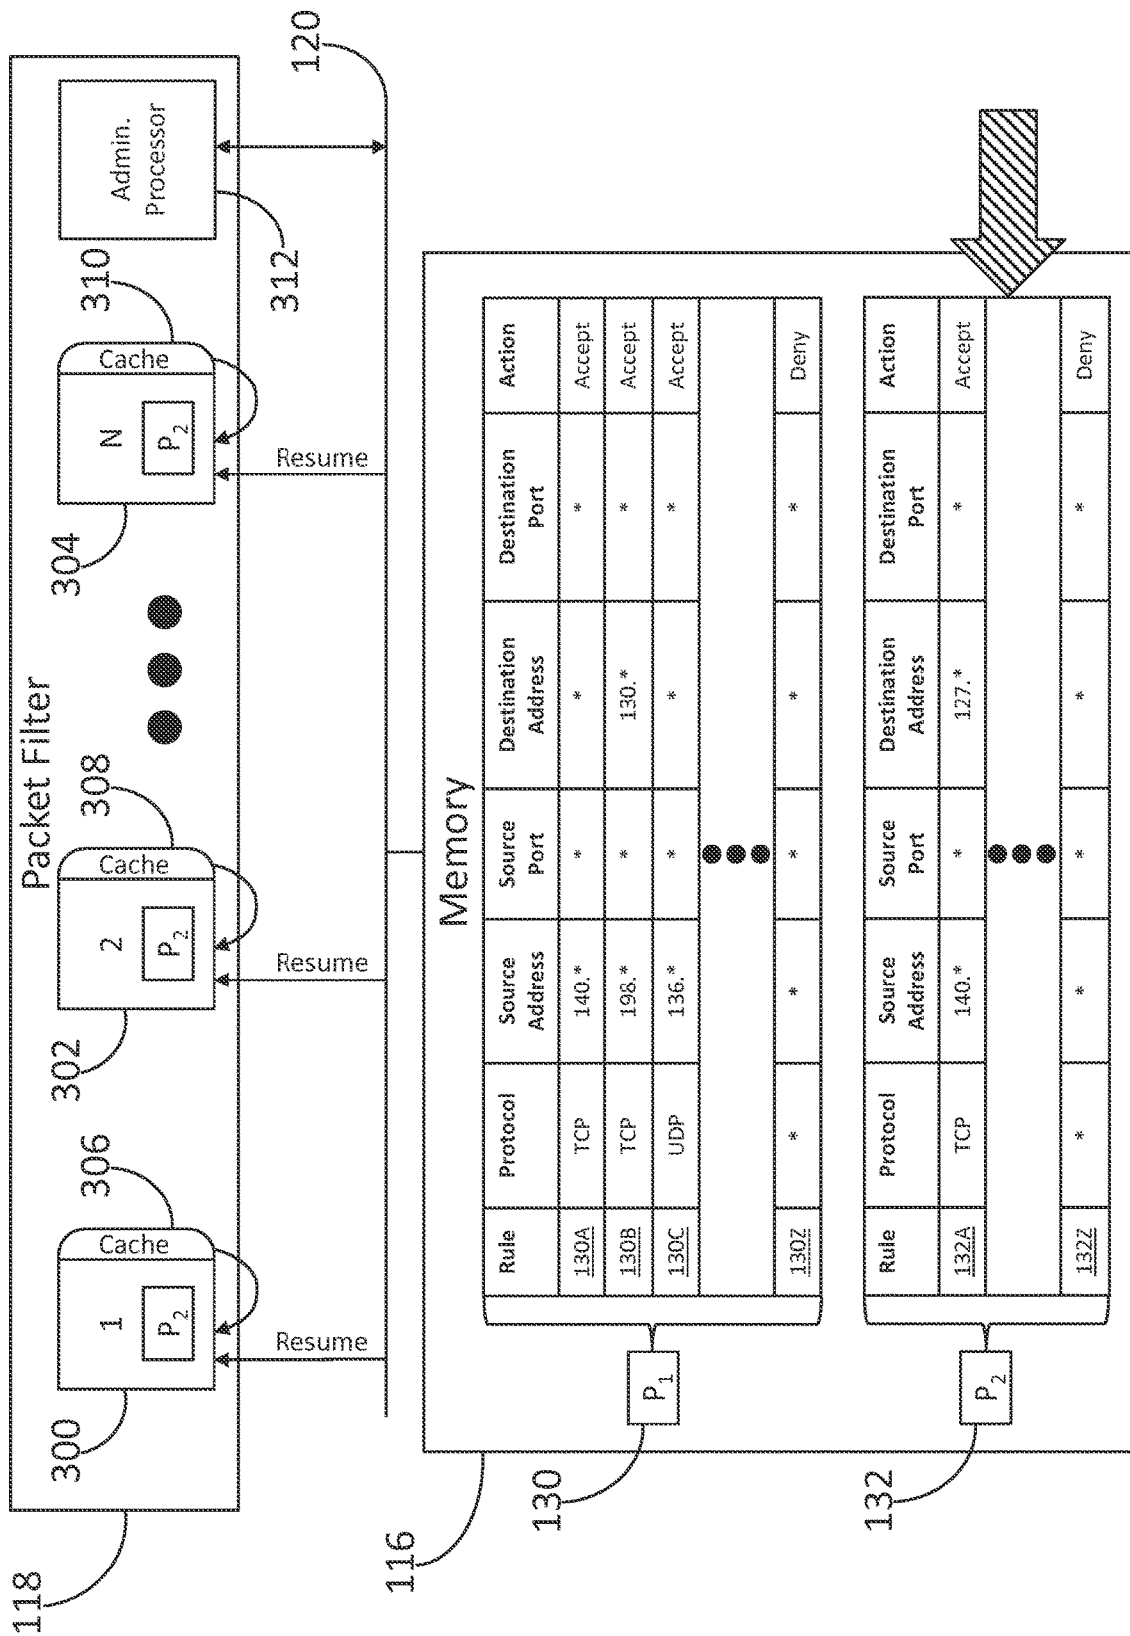 118
Packet Filter
300
1
P2
Cache
306
302
2
P2
Cache
308
304
N
P2
Cache
310
Admin.
Processor
312
Resume
Resume
Resume
120
116
Memory
130
P1
Rule Protocol Source Address Source Port Destination Address Destination Port Action
130A TCP 140.* * * * Accept
130B TCP 198.* * 130.* * Accept
130C UDP 136.* * * * Accept
130Z * * * * * Deny
132
P2
Rule Protocol Source Address Source Port Destination Address Destination Port Action
132A TCP 140.* * 127.* * Accept
132Z * * * * * Deny